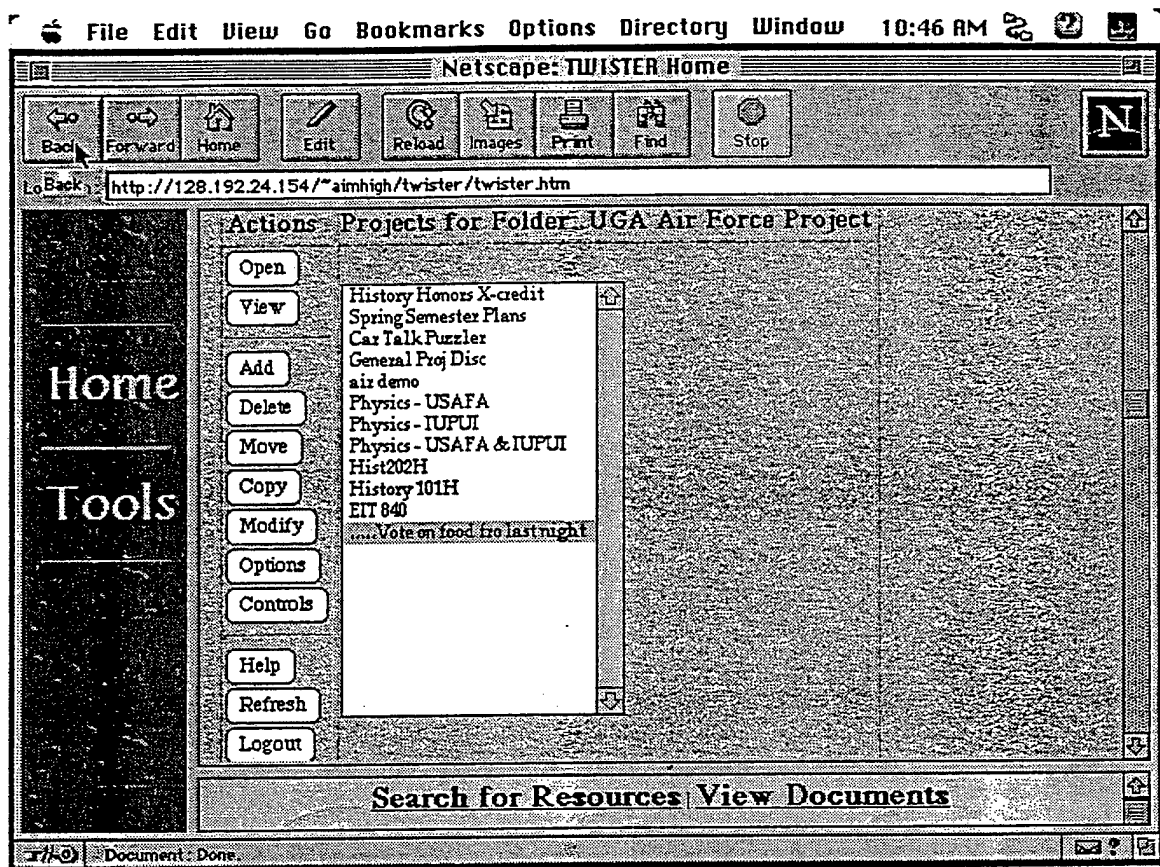 File Edit View Go Bookmarks Options Directory Window 10:46 AM
Netscape: TWISTER Home
Back Forward Home Edit Reload Images Print Find Stop N
Lo Back http://128.192.24.154/~aimhigh/twister/twister.htm
Actions Projects for Folder: UGA Air Force Project
Open
View
Add
Delete
Move
Copy
Modify
Options
Controls
Help
Refresh
Logout
History Honors X-credit
Spring Semester Plans
Car Talk Puzzler
General Proj Disc
air demo
Physics - USAFA
Physics - IUPUI
Physics - USAFA & IUPUI
Hist202H
History 101H
EIT 840
.....Vote on food fro last night
Home
Tools
Search for Resources | View Documents
Document: Done.